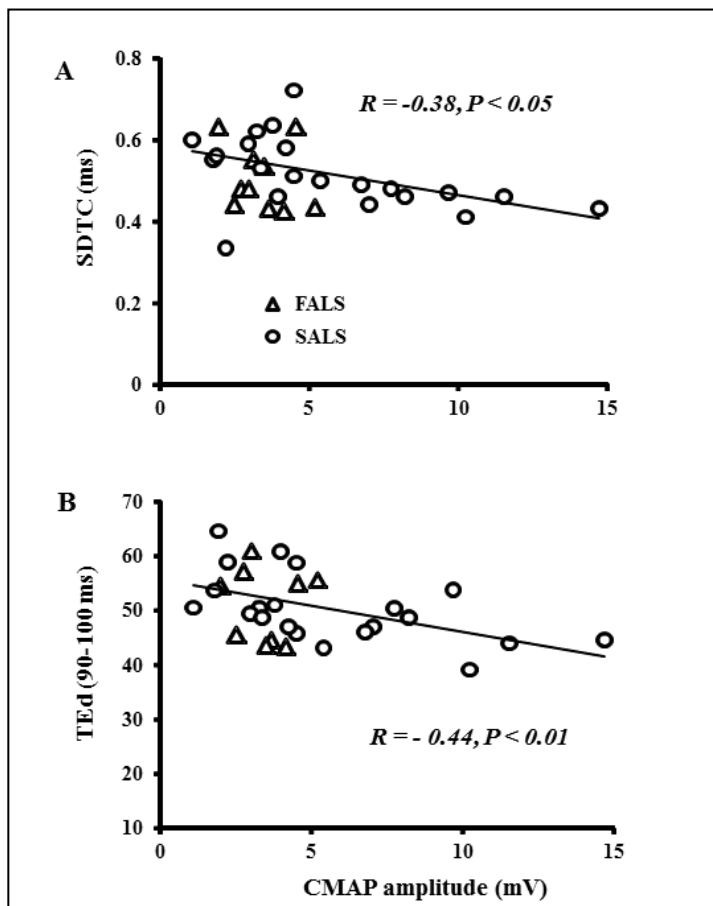 A
0.8
R = -0.38, P < 0.05
0.6
SDTC (ms)
0.4
0.2
FALS
SALS
0
0
5
10
15
B
70
60
50
TEd (90-100 ms)
40
30
R = - 0.44, P < 0.01
20
10
0
5
10
15
CMAP amplitude (mV)